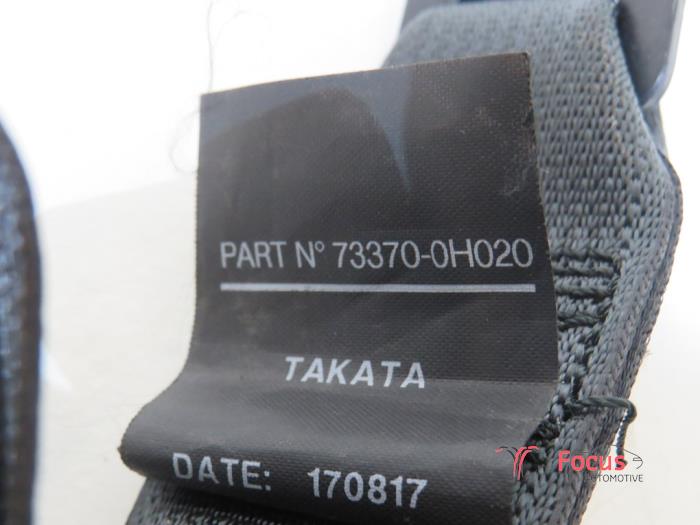 PART N° 73370-0H020
TAKATA
DATE: 170817
Focus
AUTOMOTIVE